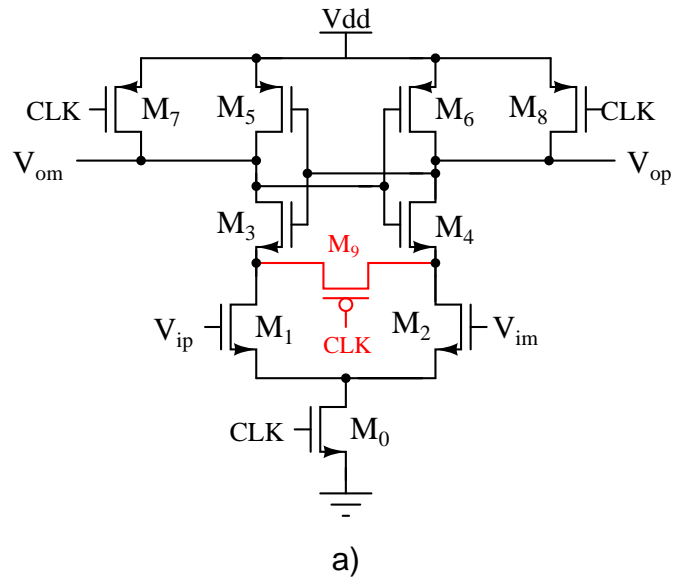 Vdd
CLK M₇ M₅ M₆ M₈ CLK
Vₒₘ Vₒₚ
M₃ M₄
M₉
Vᵢₚ M₁ M₂ Vᵢₘ
CLK
CLK M₀
a)